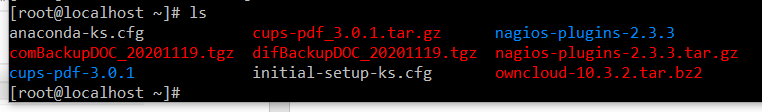 [root@localhost ~]# ls
anaconda-ks.cfg cups-pdf_3.0.1.tar.gz nagios-plugins-2.3.3
comBackupDOC_20201119.tgz difBackupDOC_20201119.tgz nagios-plugins-2.3.3.tar.gz
cups-pdf-3.0.1 initial-setup-ks.cfg owncloud-10.3.2.tar.bz2
[root@localhost ~]#